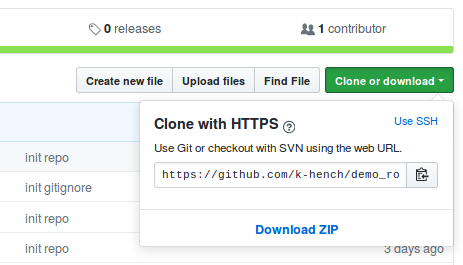 0 releases
1 contributor
Create new file
Upload files
Find File
Clone or download
Clone with HTTPS
Use SSH
Use Git or checkout with SVN using the web URL.
https://github.com/k-hench/demo_ro
Download ZIP
init repo
init gitignore
init repo
init repo
3 days ago